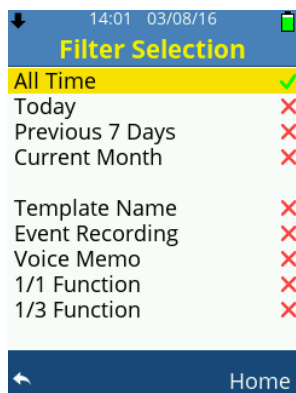 14:01 03/08/16
Filter Selection
All Time
Today
Previous 7 Days
Current Month
Template Name
Event Recording
Voice Memo
1/1 Function
1/3 Function
Home